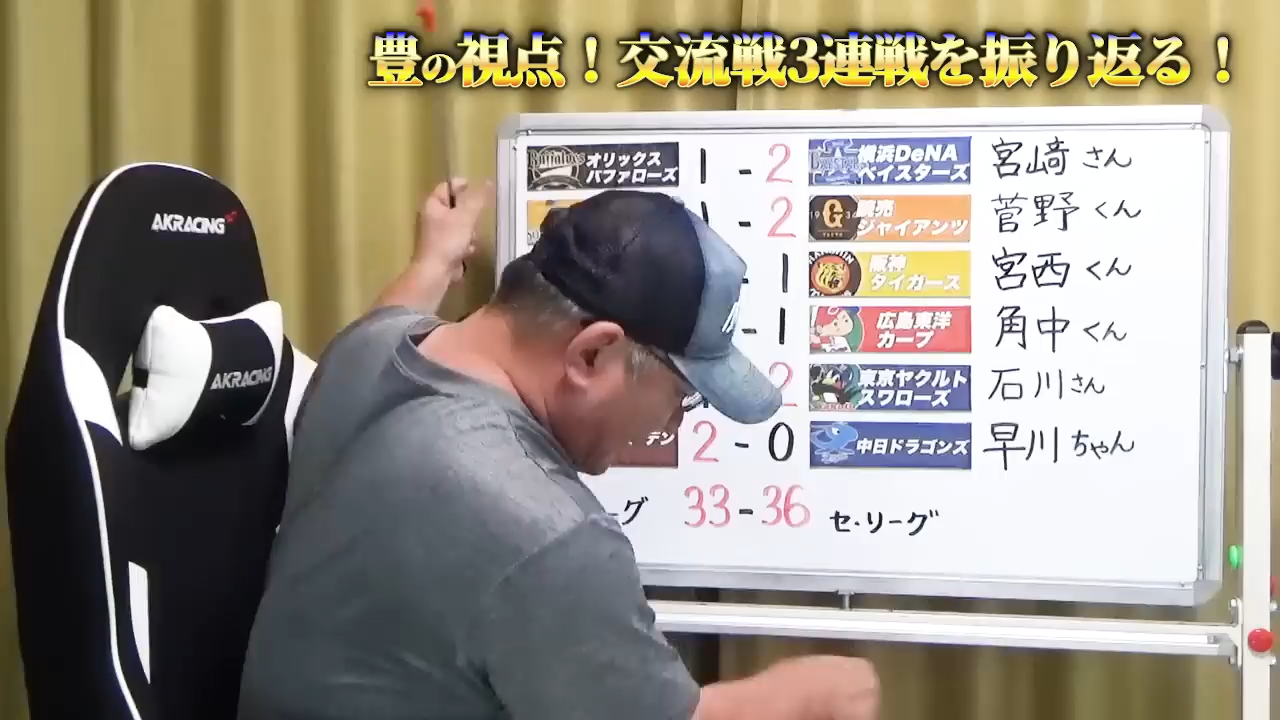 豊の視点！交流戦3連戦を振り返る！
オリックス バファローズ 1 - 2 横浜DeNA ベイスターズ 宮﨑さん
- 2 読売 ジャイアンツ 菅野くん
- 1 阪神 タイガース 宮西くん
- 1 広島東洋 カープ 角中くん
2 東京ヤクルト スワローズ 石川さん
デン 2 - 0 中日ドラゴンズ 早川ちゃん
ーグ 33 - 36 セ・リーグ
AKRACING
AKRACING